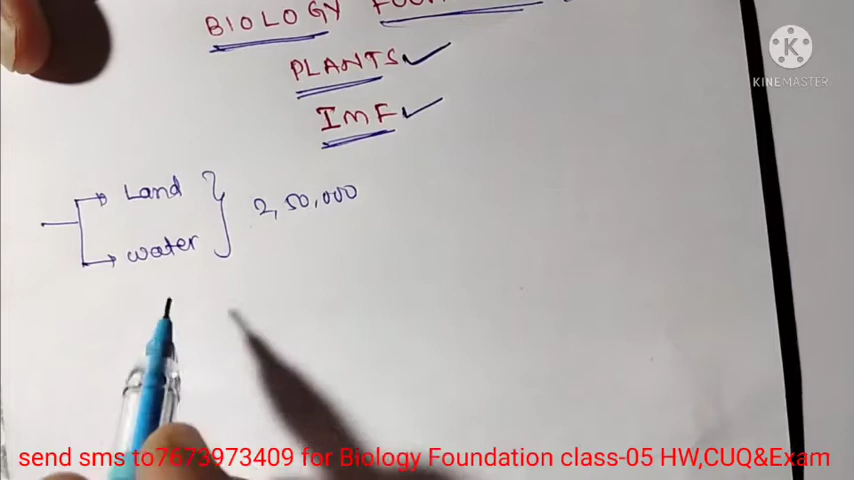 BIOLOGY
PLANTS
IMF
KINEMASTER
Land
water
2,50,000
send sms to7673973409 for Biology Foundation class-05 HW,CUQ&Exam